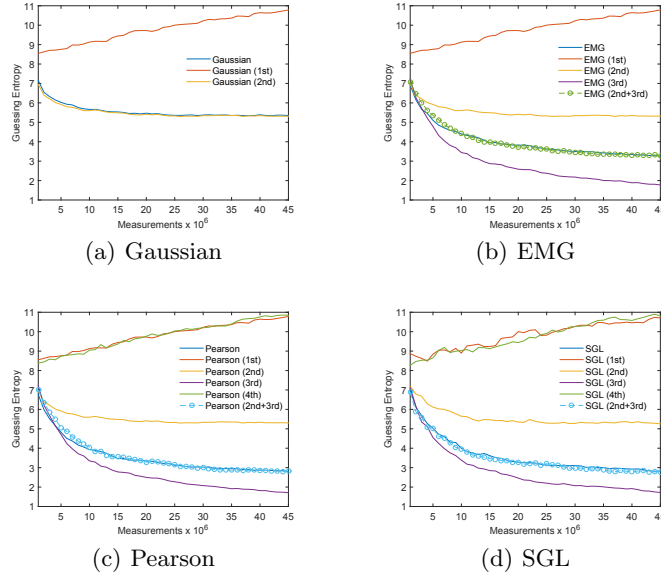 11
10
9
8
7
6
5
4
3
2
1
Guessing Entropy
Gaussian
Gaussian (1st)
Gaussian (2nd)
5 10 15 20 25 30 35 40 45
Measurements x 10^6
(a) Gaussian
11
10
9
8
7
6
5
4
3
2
1
Guessing Entropy
EMG
EMG (1st)
EMG (2nd)
EMG (3rd)
EMG (2nd+3rd)
5 10 15 20 25 30 35 40 45
Measurements x 10^6
(b) EMG
11
10
9
8
7
6
5
4
3
2
1
Guessing Entropy
Pearson
Pearson (1st)
Pearson (2nd)
Pearson (3rd)
Pearson (4th)
Pearson (2nd+3rd)
5 10 15 20 25 30 35 40 45
Measurements x 10^6
(c) Pearson
11
10
9
8
7
6
5
4
3
2
1
Guessing Entropy
SGL
SGL (1st)
SGL (2nd)
SGL (3rd)
SGL (4th)
SGL (2nd+3rd)
5 10 15 20 25 30 35 40 45
Measurements x 10^6
(d) SGL